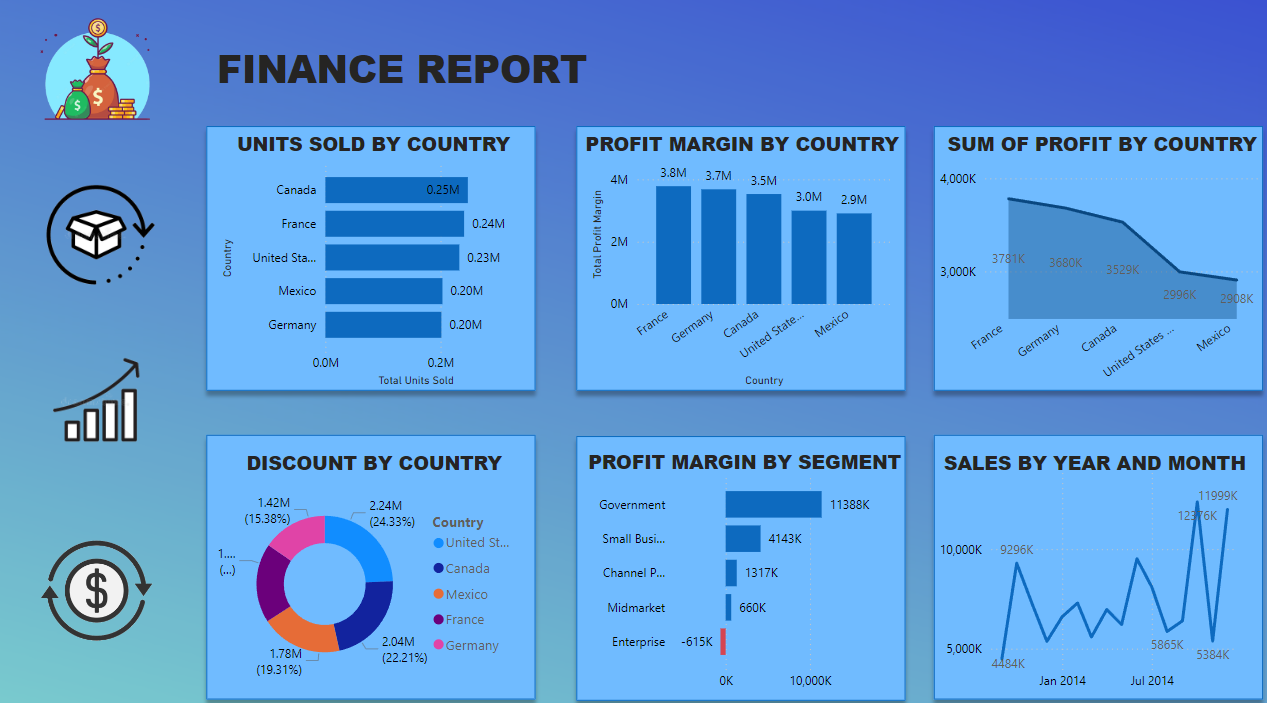 FINANCE REPORT
UNITS SOLD BY COUNTRY
Country
Canada 0.25M
France 0.24M
United Sta... 0.23M
Mexico 0.20M
Germany 0.20M
0.0M 0.2M
Total Units Sold
PROFIT MARGIN BY COUNTRY
Total Profit Margin
4M
2M
0M
3.8M 3.7M 3.5M 3.0M 2.9M
France Germany Canada United State... Mexico
Country
SUM OF PROFIT BY COUNTRY
4,000K
3,000K
3781K 3680K 3529K 2996K 2908K
France Germany Canada United States ... Mexico
DISCOUNT BY COUNTRY
1.42M
(15.38%)
2.24M
(24.33%)
1....
(...)
2.04M
(22.21%)
1.78M
(19.31%)
Country
United St...
Canada
Mexico
France
Germany
PROFIT MARGIN BY SEGMENT
Government 11388K
Small Busi... 4143K
Channel P... 1317K
Midmarket 660K
Enterprise -615K
0K 10,000K
SALES BY YEAR AND MONTH
11999K
12376K
10,000K
9296K
5,000K
5865K
5384K
4484K
Jan 2014 Jul 2014
$
$
$
$